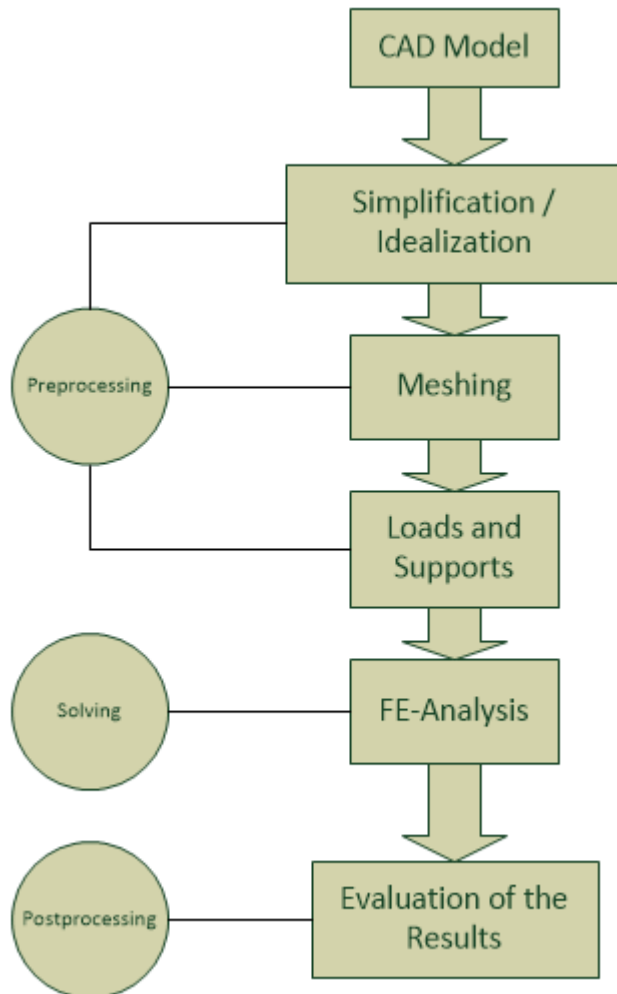 CAD Model
Simplification /
Idealization
Preprocessing
Meshing
Loads and
Supports
Solving
FE-Analysis
Postprocessing
Evaluation of the
Results